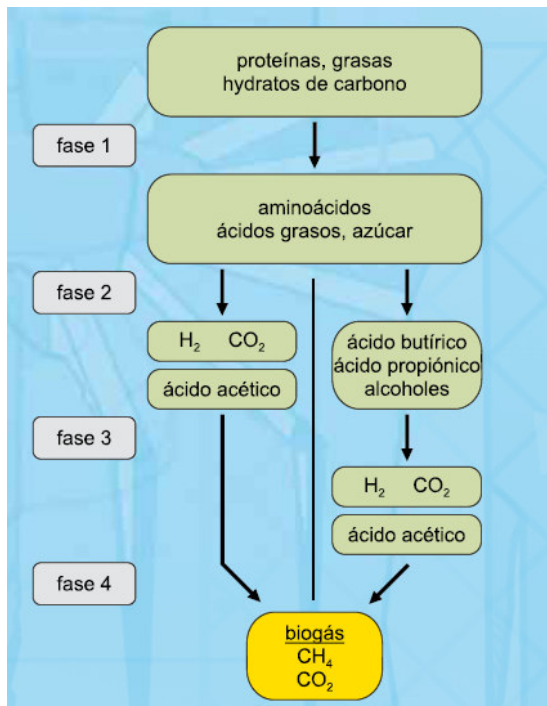 proteínas, grasas
hydratos de carbono
fase 1
aminoácidos
ácidos grasos, azúcar
fase 2
H₂ CO₂
ácido acético
ácido butírico
ácido propiónico
alcoholes
fase 3
H₂ CO₂
ácido acético
fase 4
biogás
CH₄
CO₂